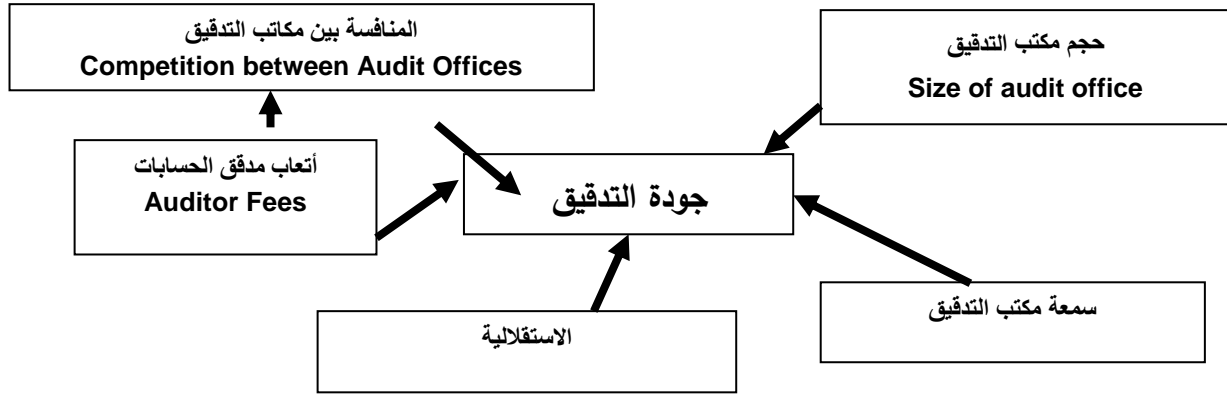 المنافسة بين مكاتب التدقيق
Competition between Audit Offices
حجم مكتب التدقيق
Size of audit office
أتعاب مدقق الحسابات
Auditor Fees
جودة التدقيق
سمعة مكتب التدقيق
الاستقلالية